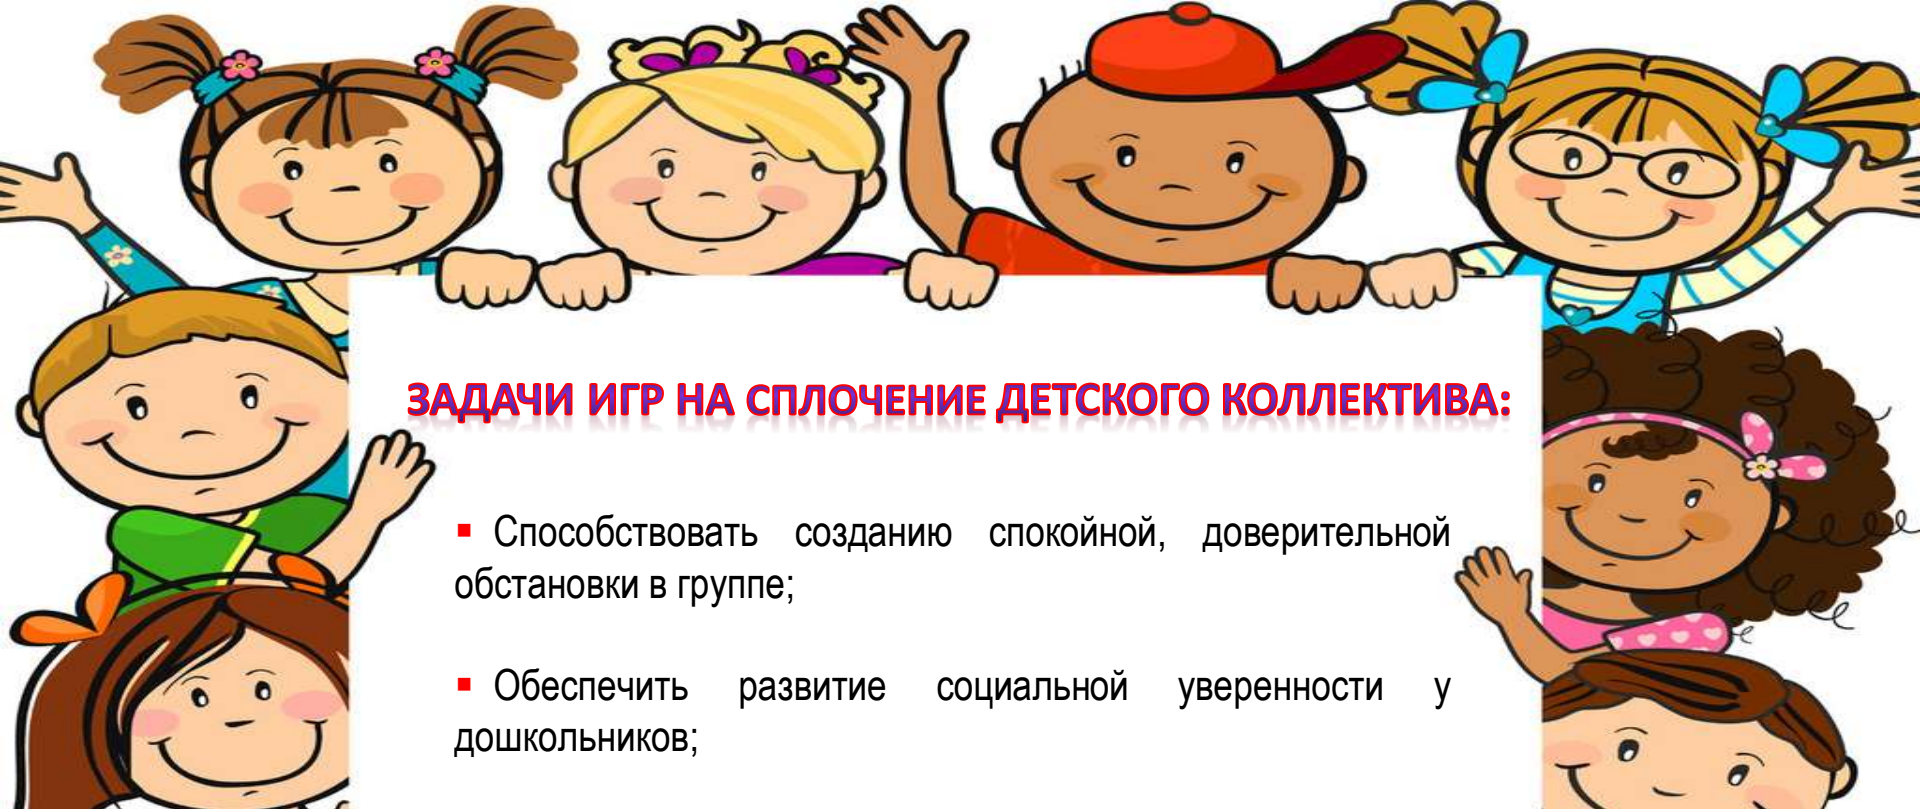 ЗАДАЧИ ИГР НА СПЛОЧЕНИЕ ДЕТСКОГО КОЛЛЕКТИВА:
▪ Способствовать созданию спокойной, доверительной
обстановки в группе;
▪ Обеспечить развитие социальной уверенности у
дошкольников;